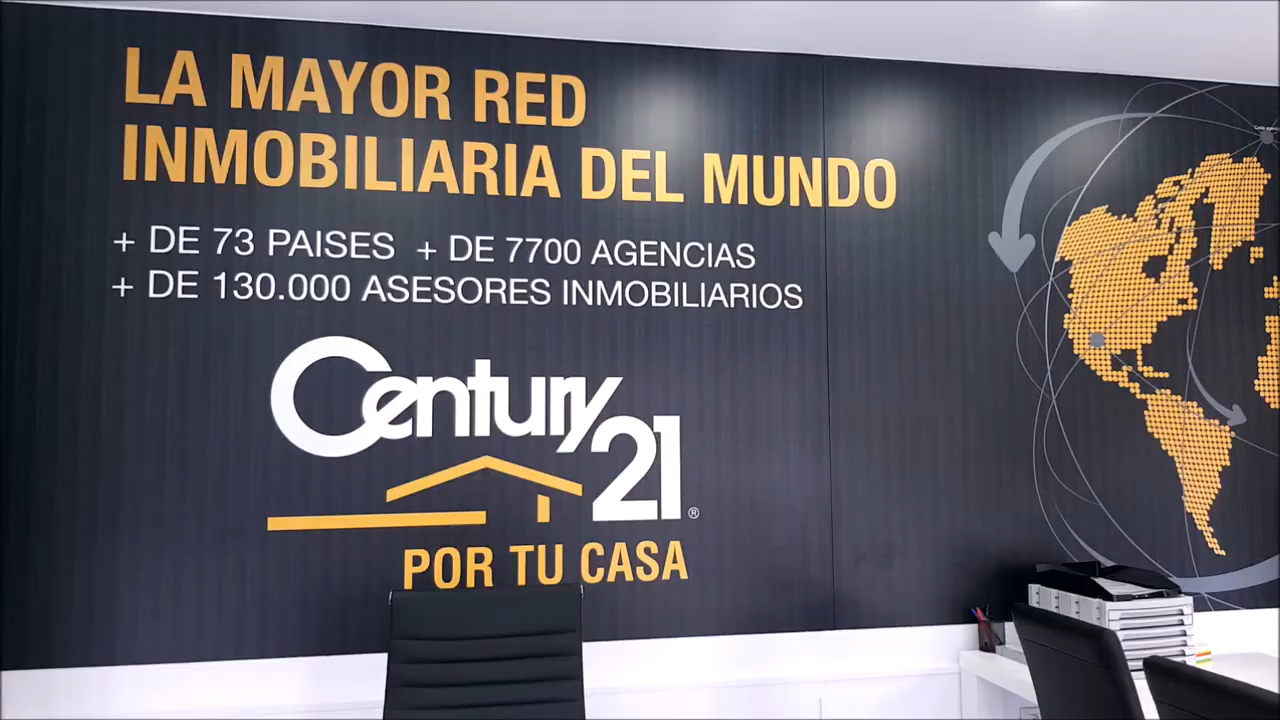 LA MAYOR RED
INMOBILIARIA DEL MUNDO
+ DE 73 PAISES + DE 7700 AGENCIAS
+ DE 130.000 ASESORES INMOBILIARIOS
Century
21®
POR TU CASA